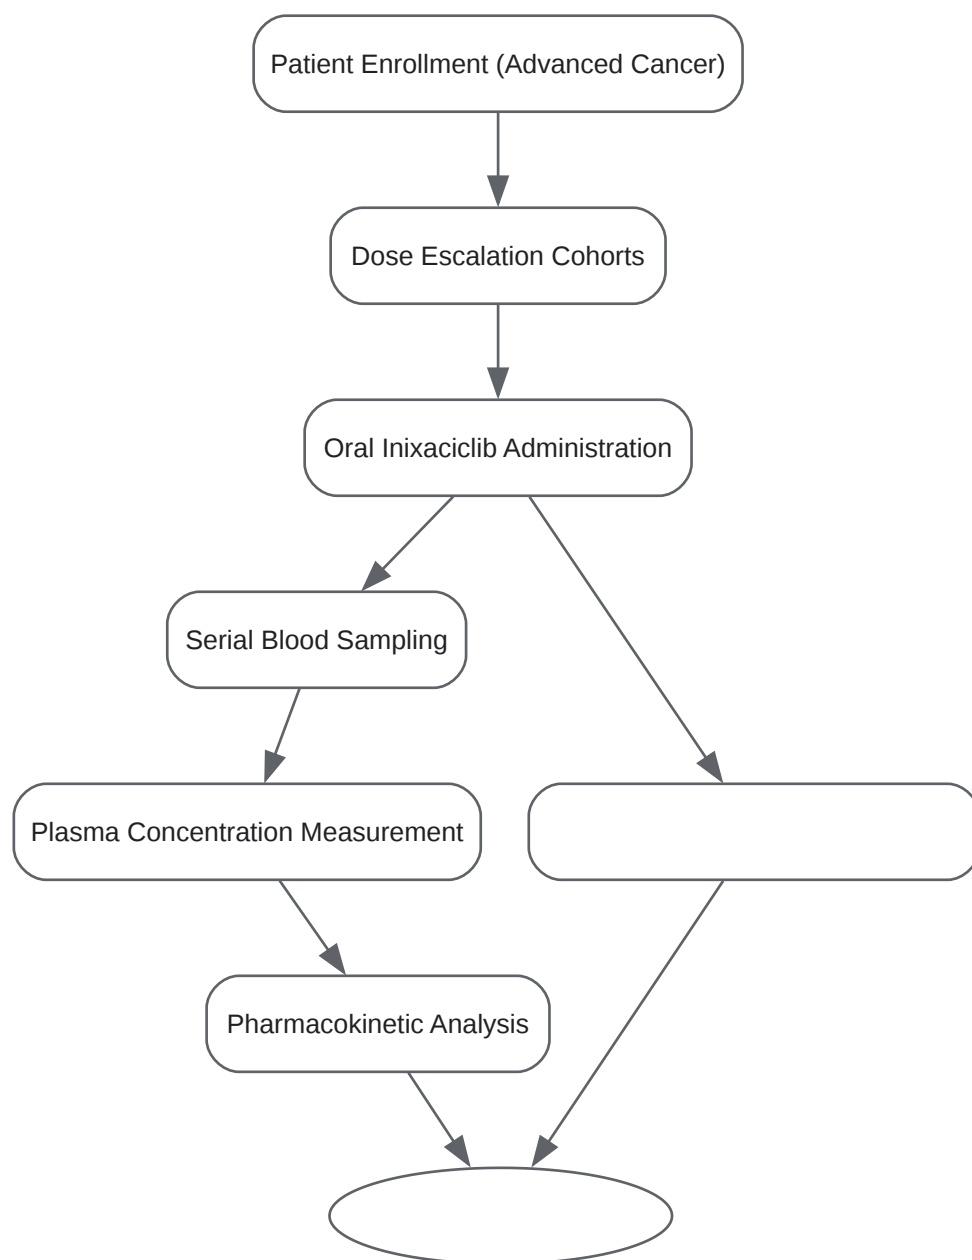 Patient Enrollment (Advanced Cancer)
Dose Escalation Cohorts
Oral Inixaciclib Administration
Serial Blood Sampling
Plasma Concentration Measurement
Pharmacokinetic Analysis